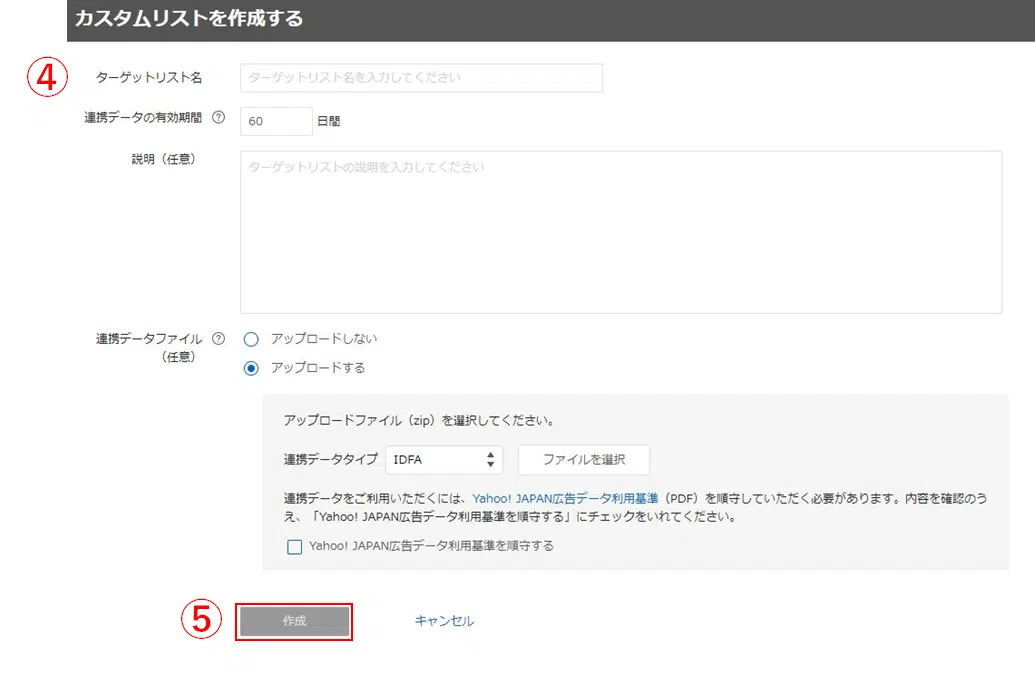 カスタムリストを作成する
④ ターゲットリスト名 ターゲットリスト名を入力してください
連携データの有効期間 ? 60 日間
説明（任意） ターゲットリストの説明を入力してください
連携データファイル ? アップロードしない
（任意）
アップロードする
アップロードファイル（zip）を選択してください。
連携データタイプ IDFA ファイルを選択
連携データをご利用いただくには、Yahoo! JAPAN広告データ利用基準（PDF）を順守していただく必要があります。内容を確認のう
え、「Yahoo! JAPAN広告データ利用基準を順守する」にチェックをいれてください。
Yahoo! JAPAN広告データ利用基準を順守する
⑤ 作成 キャンセル